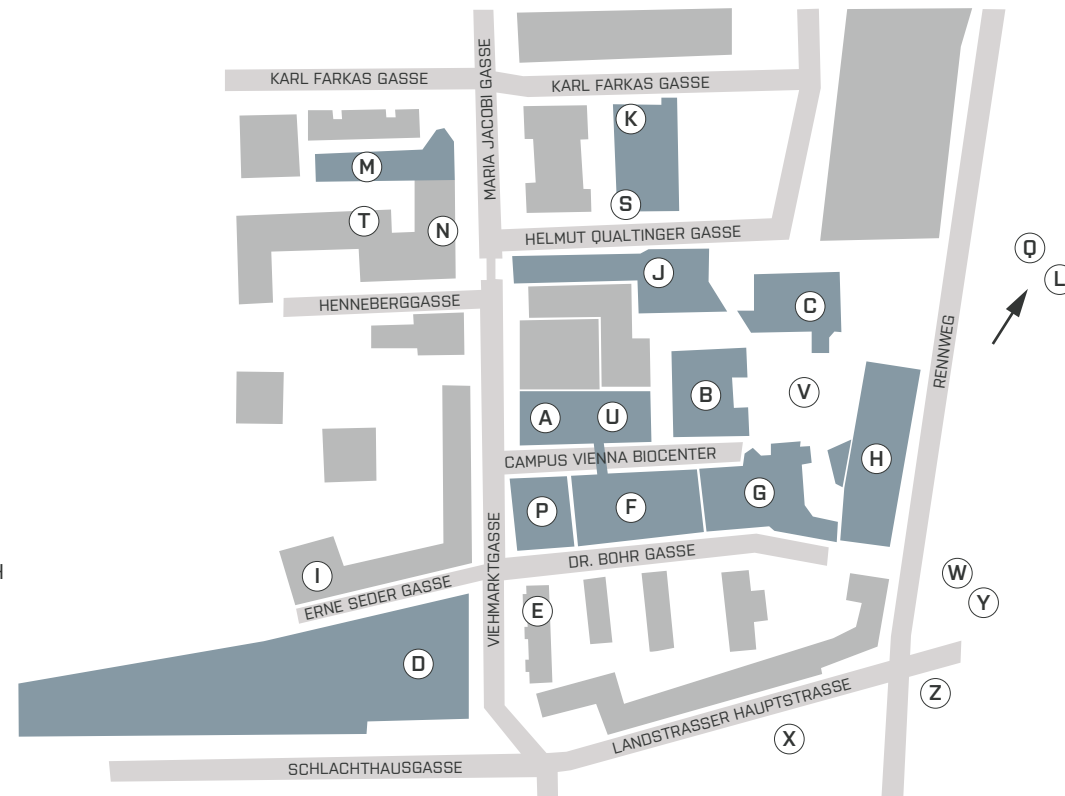 KARL FARKAS GASSE
MARIA JACOBI GASSE
KARL FARKAS GASSE
K
M
S
T
N
HELMUT QUALTINGER GASSE
Q
J
L
HENNEBERGGASSE
C
RENNWEG
V
B
A
U
CAMPUS VIENNA BIOCENTER
H
G
P
F
VIEHMARKTGASSE
DR. BOHR GASSE
I
W
ERNE SEDER GASSE
Y
E
D
Z
LANDSTRASSER HAUPTSTRASSE
X
SCHLACHTHAUSGASSE